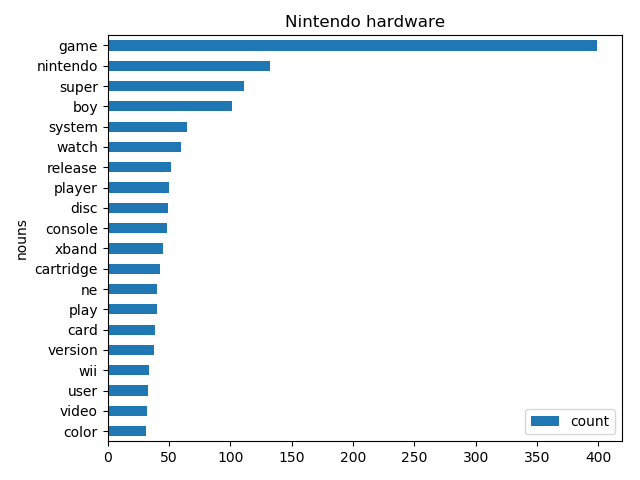 Nintendo hardware
game
nintendo
super
boy
system
watch
release
player
disc
console
xband
cartridge
ne
play
card
version
wii
user
video
color
nouns
count
0 50 100 150 200 250 300 350 400